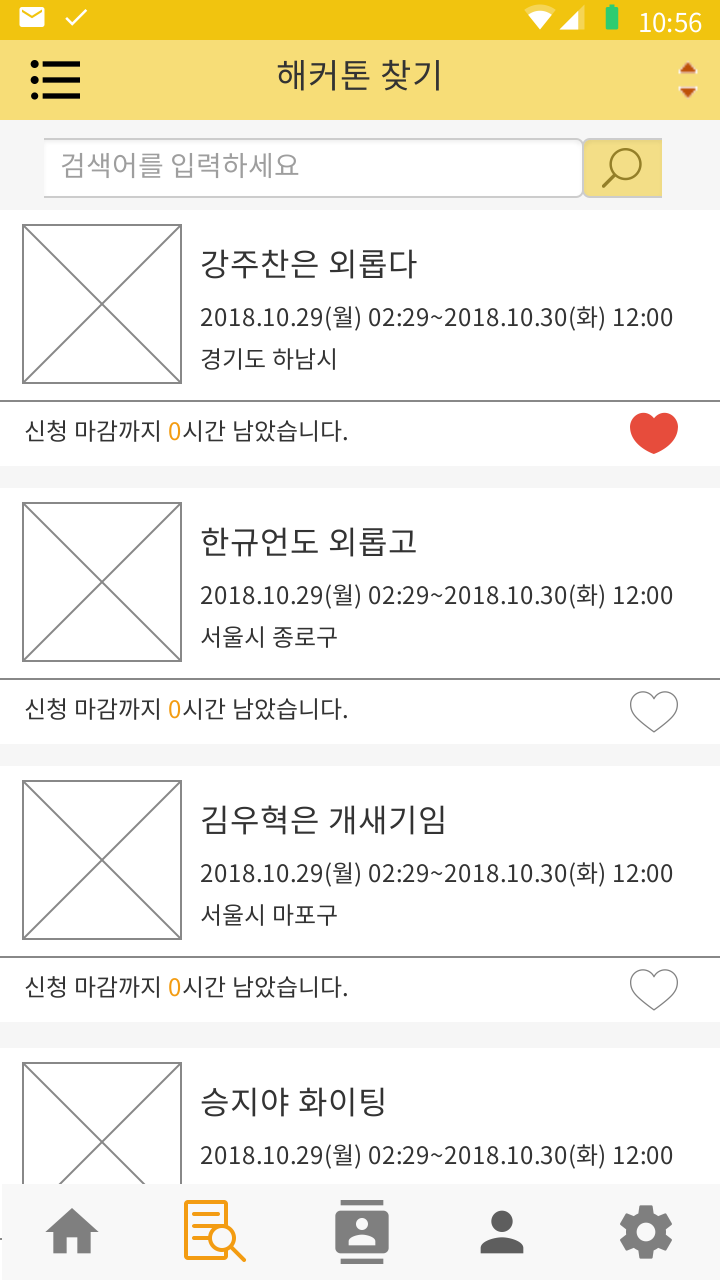 10:56
해커톤 찾기
검색어를 입력하세요
강주찬은 외롭다
2018.10.29(월) 02:29~2018.10.30(화) 12:00
경기도 하남시
신청 마감까지 0시간 남았습니다.
한규언도 외롭고
2018.10.29(월) 02:29~2018.10.30(화) 12:00
서울시 종로구
신청 마감까지 0시간 남았습니다.
김우혁은 개새기임
2018.10.29(월) 02:29~2018.10.30(화) 12:00
서울시 마포구
신청 마감까지 0시간 남았습니다.
승지야 화이팅
2018.10.29(월) 02:29~2018.10.30(화) 12:00